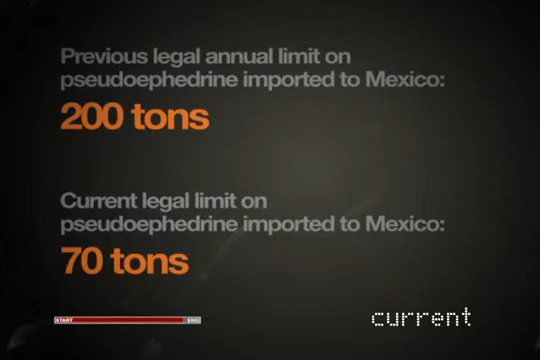 Previous legal annual limit on
pseudoephedrine imported to Mexico:
200 tons
Current legal limit on
pseudoephedrine imported to Mexico:
70 tons
START END
current